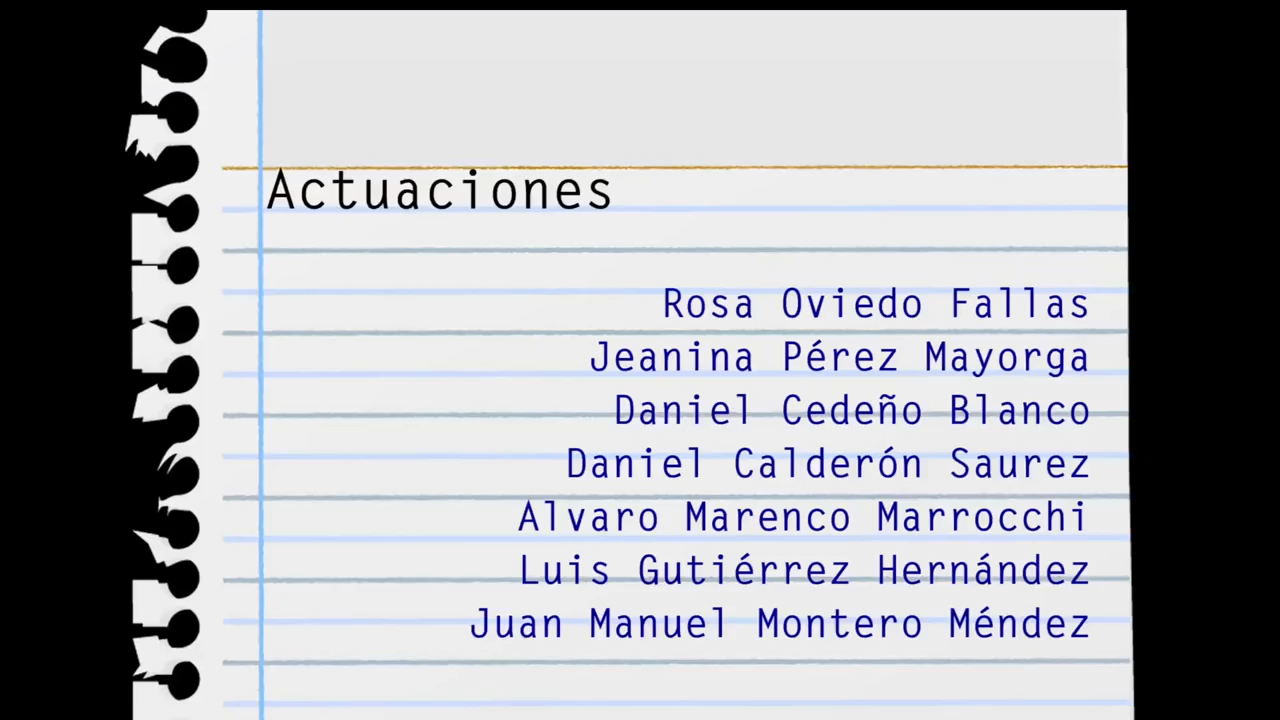 Actuaciones
Rosa Oviedo Fallas
Jeanina Pérez Mayorga
Daniel Cedeño Blanco
Daniel Calderón Saurez
Alvaro Marenco Marrocchi
Luis Gutiérrez Hernández
Juan Manuel Montero Méndez